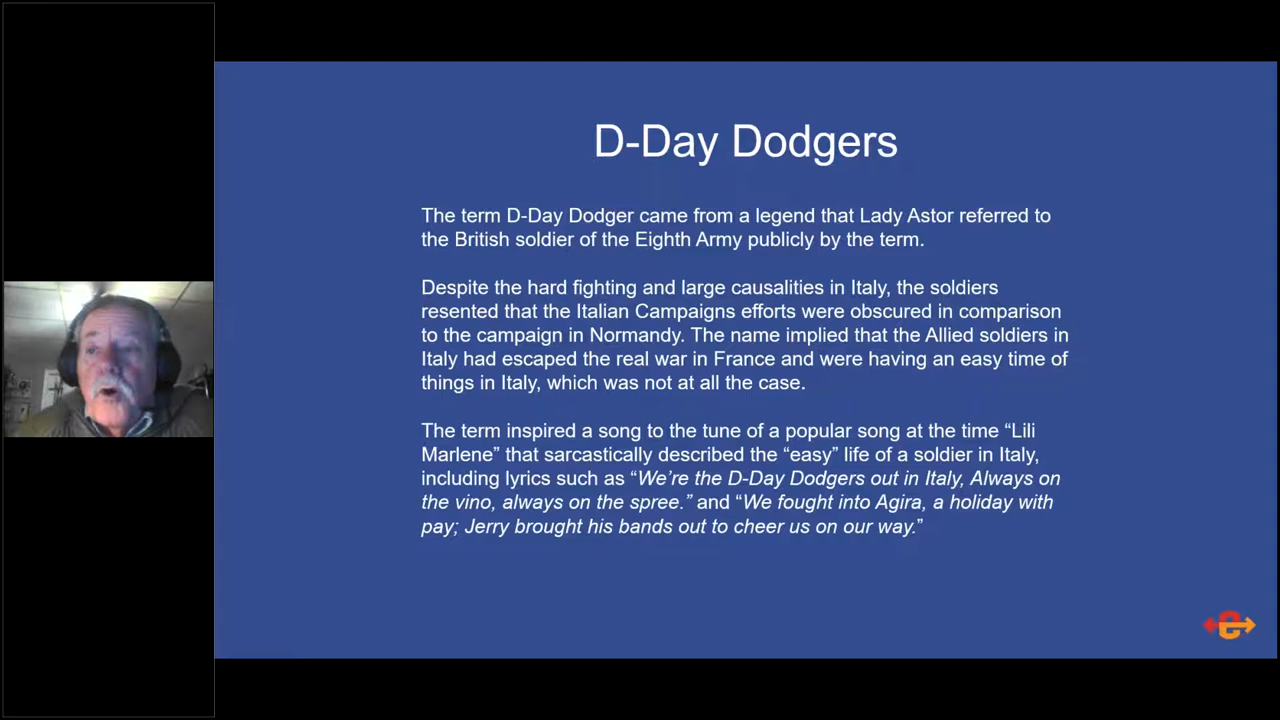 D-Day Dodgers
The term D-Day Dodger came from a legend that Lady Astor referred to
the British soldier of the Eighth Army publicly by the term.
Despite the hard fighting and large causalities in Italy, the soldiers
resented that the Italian Campaigns efforts were obscured in comparison
to the campaign in Normandy. The name implied that the Allied soldiers in
Italy had escaped the real war in France and were having an easy time of
things in Italy, which was not at all the case.
The term inspired a song to the tune of a popular song at the time “Lili
Marlene” that sarcastically described the “easy” life of a soldier in Italy,
including lyrics such as “We’re the D-Day Dodgers out in Italy, Always on
the vino, always on the spree.” and “We fought into Agira, a holiday with
pay; Jerry brought his bands out to cheer us on our way.”
e